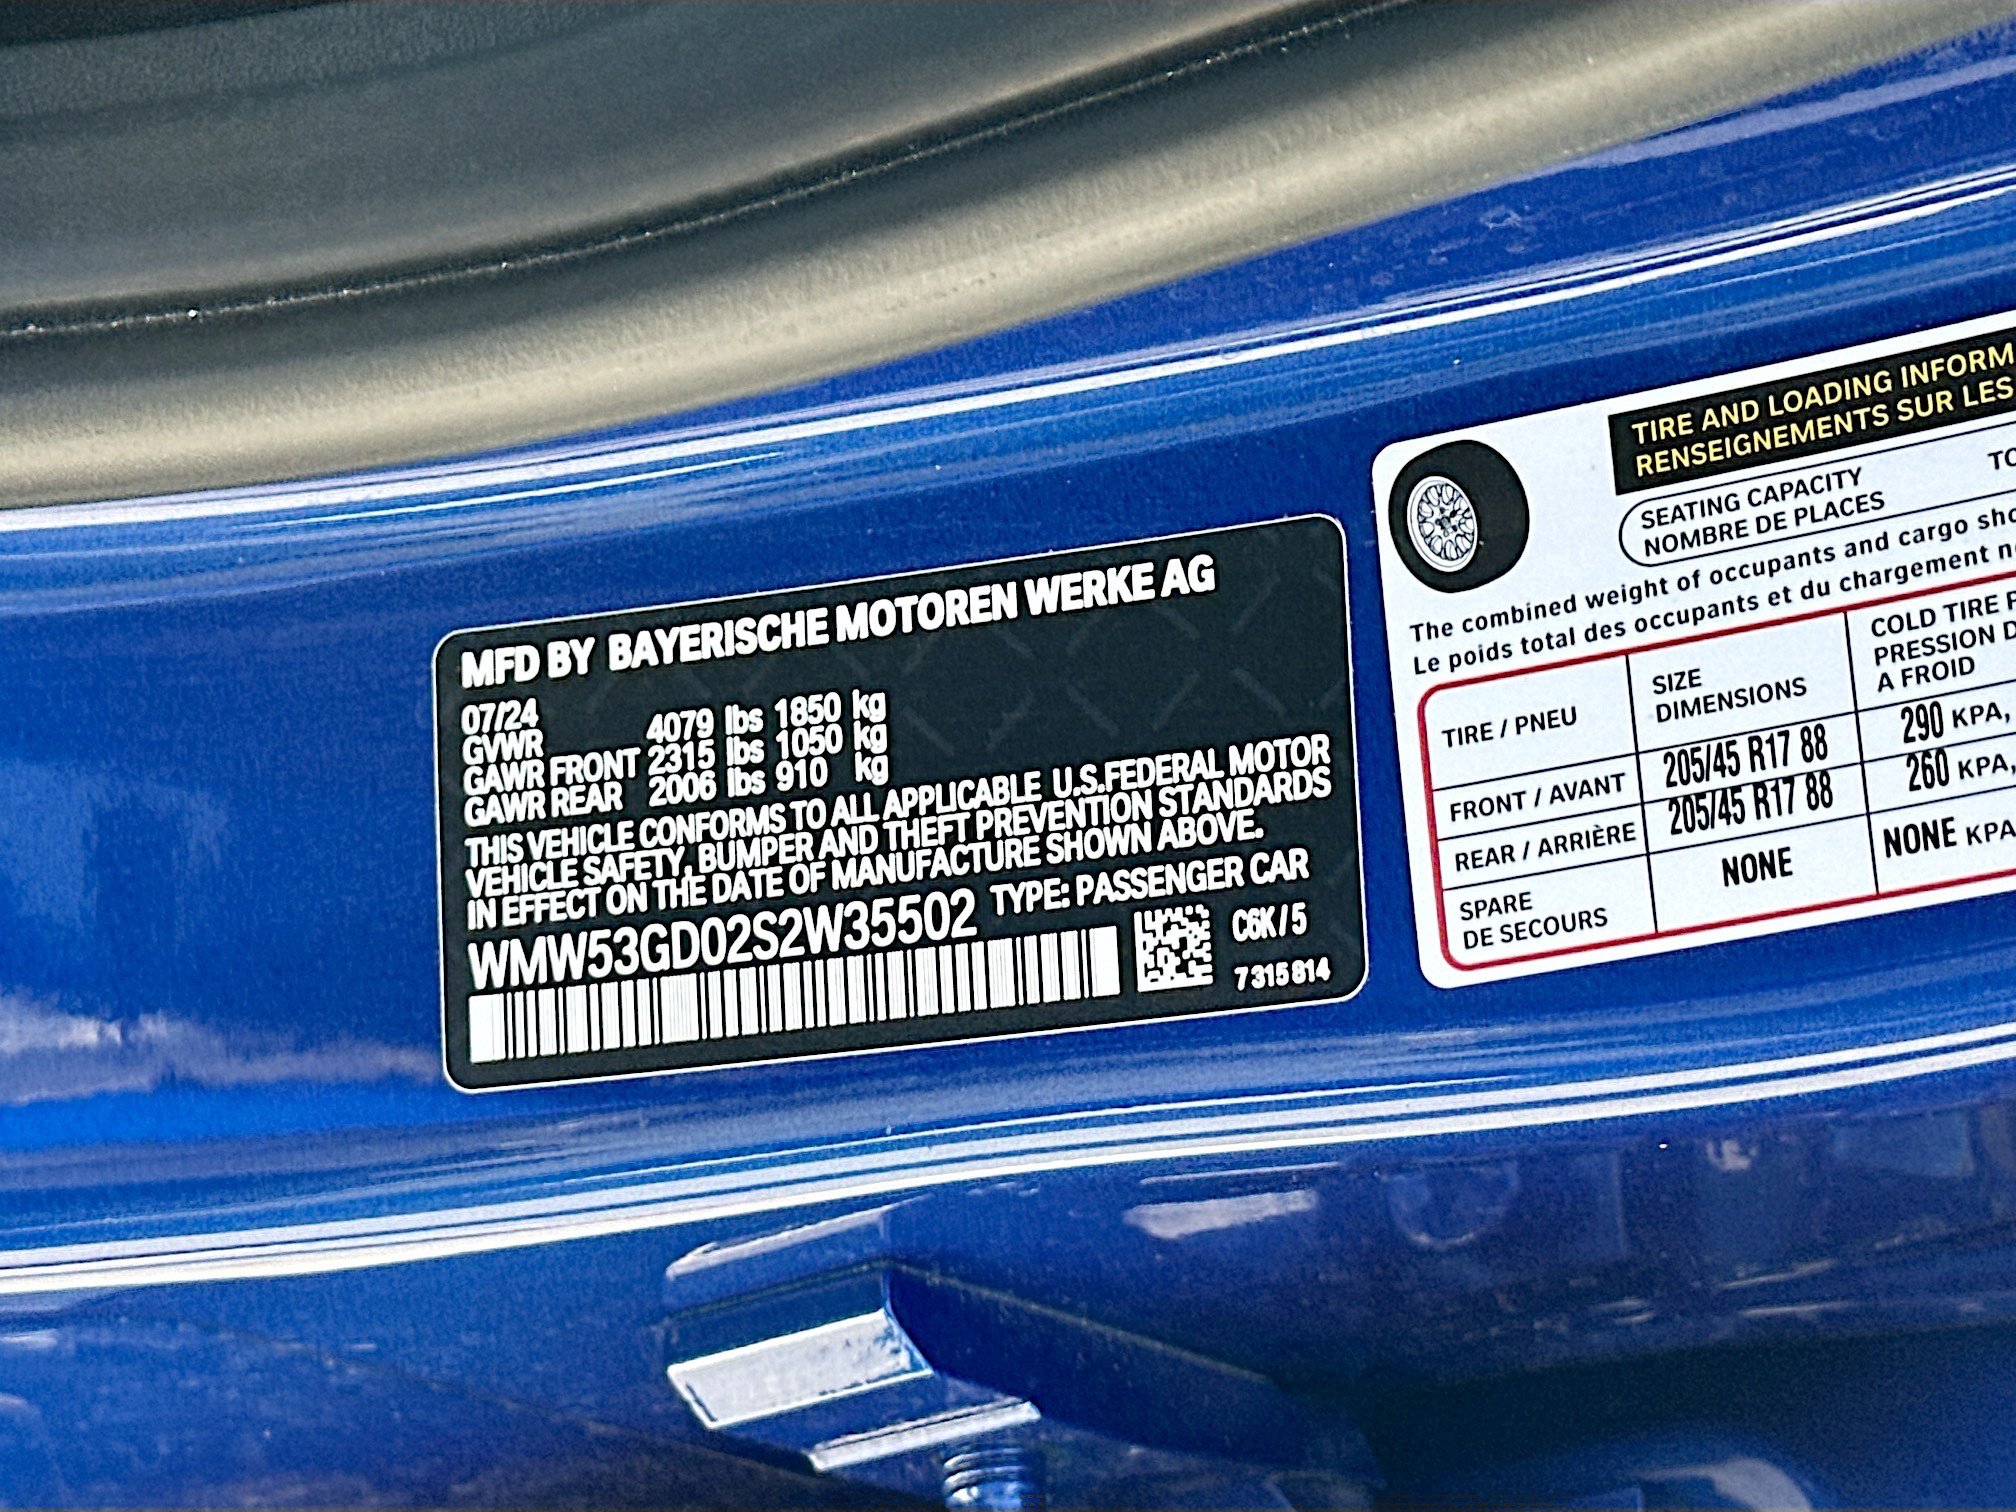 MFD BY BAYERISCHE MOTOREN WERKE AG
07/24
GVWR 4079 lbs 1850 kg
GAWR FRONT 2315 lbs 1050 kg
GAWR REAR 2006 lbs 910 kg
THIS VEHICLE CONFORMS TO ALL APPLICABLE U.S.FEDERAL MOTOR
VEHICLE SAFETY, BUMPER AND THEFT PREVENTION STANDARDS
IN EFFECT ON THE DATE OF MANUFACTURE SHOWN ABOVE.
WMW53GD02S2W35502 TYPE: PASSENGER CAR
C6K/5
7315814
TIRE AND LOADING INFORM
RENSEIGNEMENTS SUR LES
SEATING CAPACITY TO
NOMBRE DE PLACES
The combined weight of occupants and cargo sho
Le poids total des occupants et du chargement n
TIRE / PNEU
SIZE
DIMENSIONS
COLD TIRE P
PRESSION D
A FROID
FRONT / AVANT 205/45 R17 88 290 KPA,
REAR / ARRIÈRE 205/45 R17 88 260 KPA,
SPARE
DE SECOURS
NONE NONE KPA